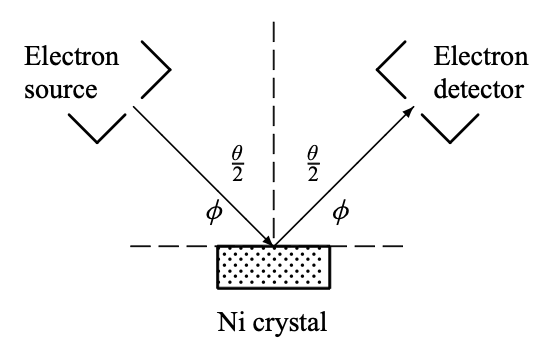 Electron
source
Electron
detector
θ/2
θ/2
ϕ
ϕ
Ni crystal